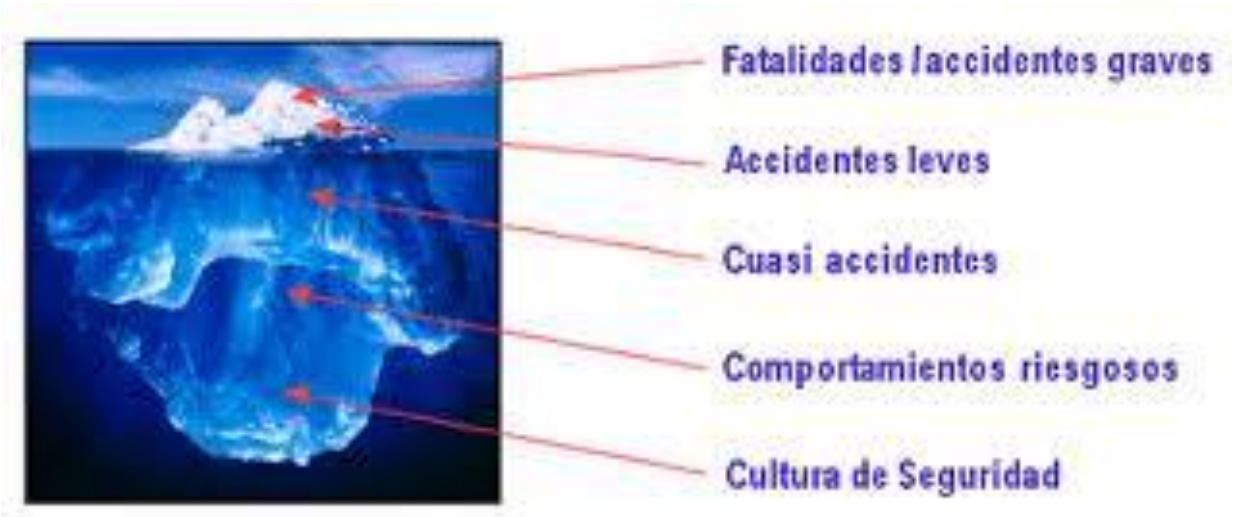 Fatalidades /accidentes graves
Accidentes leves
Cuasi accidentes
Comportamientos riesgosos
Cultura de Seguridad